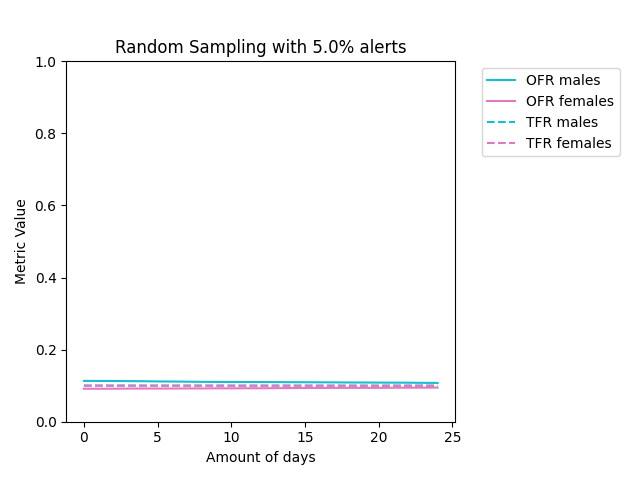 Random Sampling with 5.0% alerts
1.0
0.8
0.6
0.4
0.2
0.0
Metric Value
0 5 10 15 20 25
Amount of days
OFR males
OFR females
TFR males
TFR females